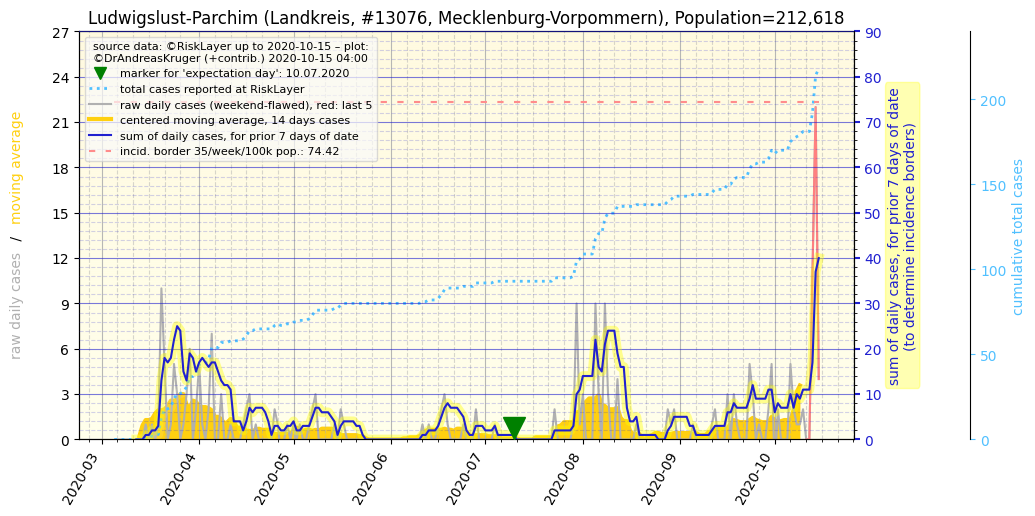 Ludwigslust-Parchim (Landkreis, #13076, Mecklenburg-Vorpommern), Population=212,618
source data: ©RiskLayer up to 2020-10-15 – plot:
©DrAndreasKruger (+contrib.) 2020-10-15 04:00
marker for 'expectation day': 10.07.2020
total cases reported at RiskLayer
raw daily cases (weekend-flawed), red: last 5
centered moving average, 14 days cases
sum of daily cases, for prior 7 days of date
incid. border 35/week/100k pop.: 74.42
raw daily cases / moving average
27
24
21
18
15
12
9
6
3
0
2020-03
2020-04
2020-05
2020-06
2020-07
2020-08
2020-09
2020-10
90
80
70
60
50
40
30
20
10
0
sum of daily cases, for prior 7 days of date
(to determine incidence borders)
200
150
100
50
0
cumulative total cases